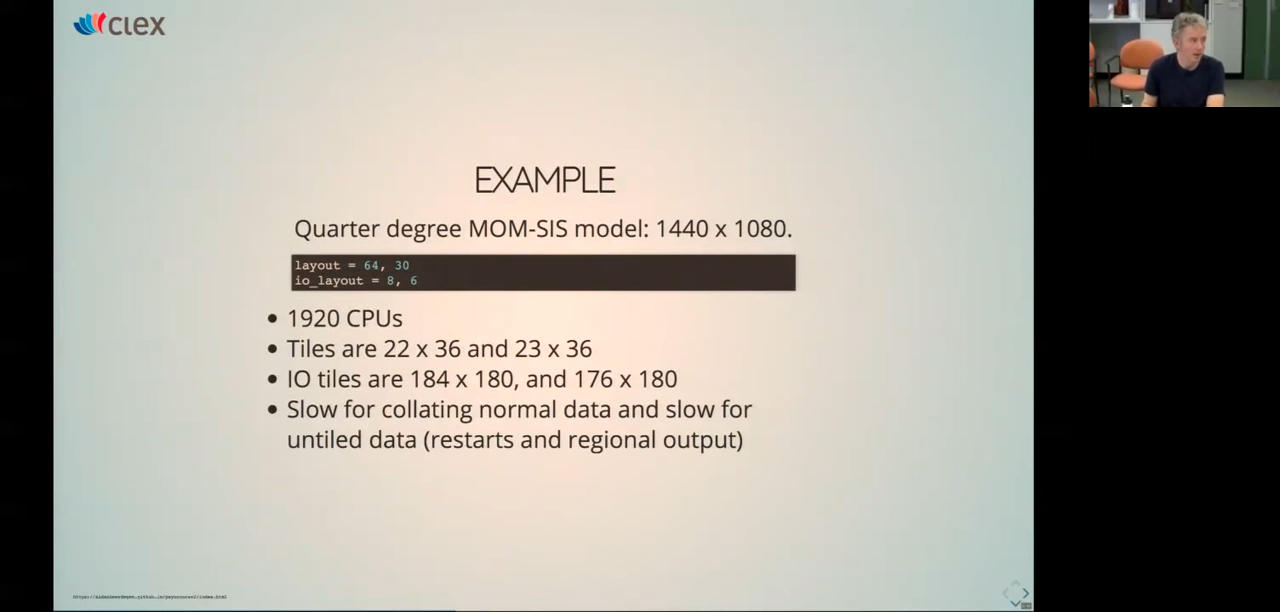 CLEX
EXAMPLE
Quarter degree MOM-SIS model: 1440 x 1080.
layout = 64, 30
io_layout = 8, 6
• 1920 CPUs
• Tiles are 22 x 36 and 23 x 36
• IO tiles are 184 x 180, and 176 x 180
• Slow for collating normal data and slow for
untiled data (restarts and regional output)